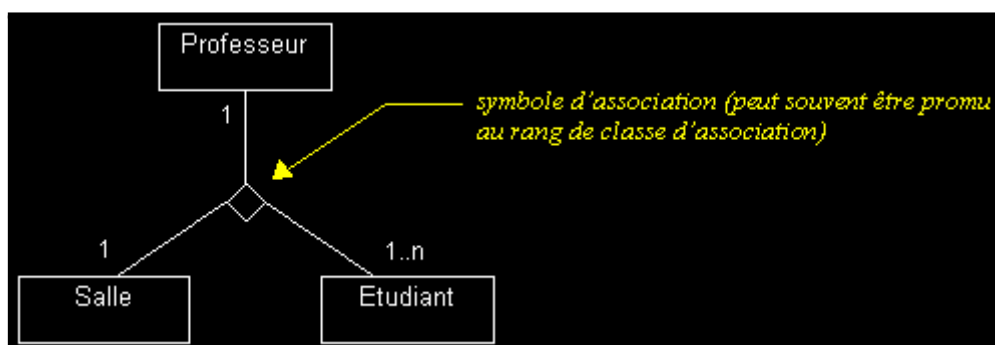 Professeur
1
symbole d'association (peut souvent être promu
au rang de classe d'association)
1
1..n
Salle
Etudiant